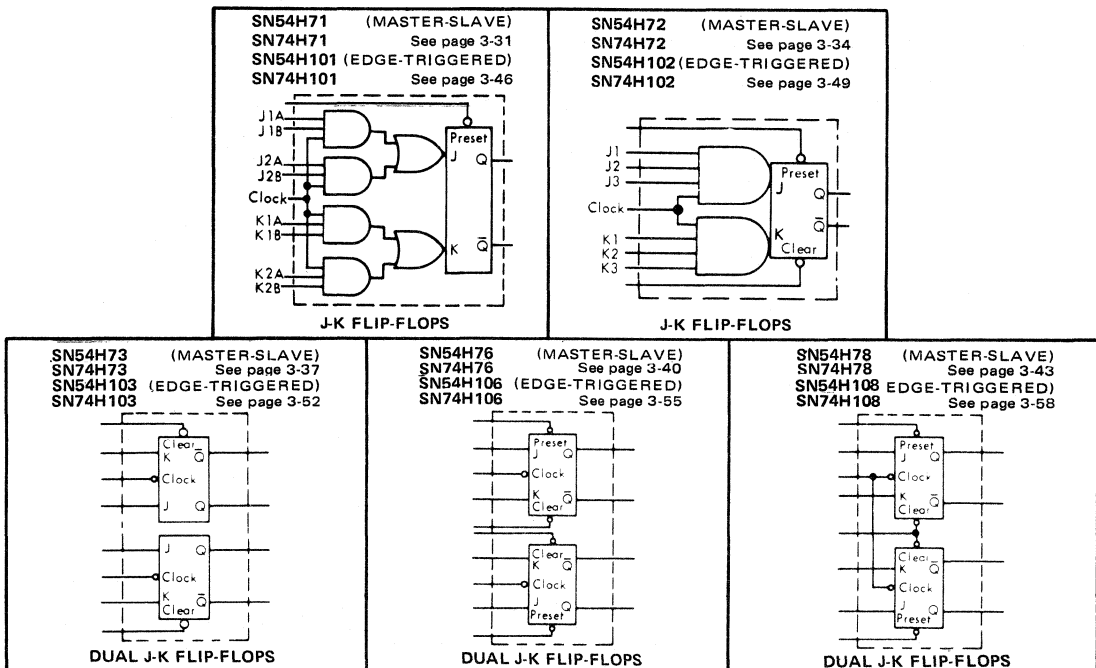 SN54H71 (MASTER-SLAVE)
SN74H71 See page 3-31
SN54H101 (EDGE-TRIGGERED)
SN74H101 See page 3-46
J1A
J1B
J2A
J2B
Clock
K1A
K1B
K2A
K2B
Preset
J Q
K Q̅
J-K FLIP-FLOPS
SN54H72 (MASTER-SLAVE)
SN74H72 See page 3-34
SN54H102 (EDGE-TRIGGERED)
SN74H102 See page 3-49
J1
J2
J3
Clock
K1
K2
K3
Preset
J Q
K Q̅
Clear
J-K FLIP-FLOPS
SN54H73 (MASTER-SLAVE)
SN74H73 See page 3-37
SN54H103 (EDGE-TRIGGERED)
SN74H103 See page 3-52
Clear
K Q̅
Clock
J Q
J Q
Clock
K Q̅
Clear
DUAL J-K FLIP-FLOPS
SN54H76 (MASTER-SLAVE)
SN74H76 See page 3-40
SN54H106 (EDGE-TRIGGERED)
SN74H106 See page 3-55
Preset
J Q
Clock
K Q̅
Clear
Clear
K Q̅
Clock
J Q
Preset
DUAL J-K FLIP-FLOPS
SN54H78 (MASTER-SLAVE)
SN74H78 See page 3-43
SN54H108 EDGE-TRIGGERED)
SN74H108 See page 3-58
Preset
J Q
Clock
K Q̅
Clear
Clear
K Q̅
Clock
J Q
Preset
DUAL J-K FLIP-FLOPS